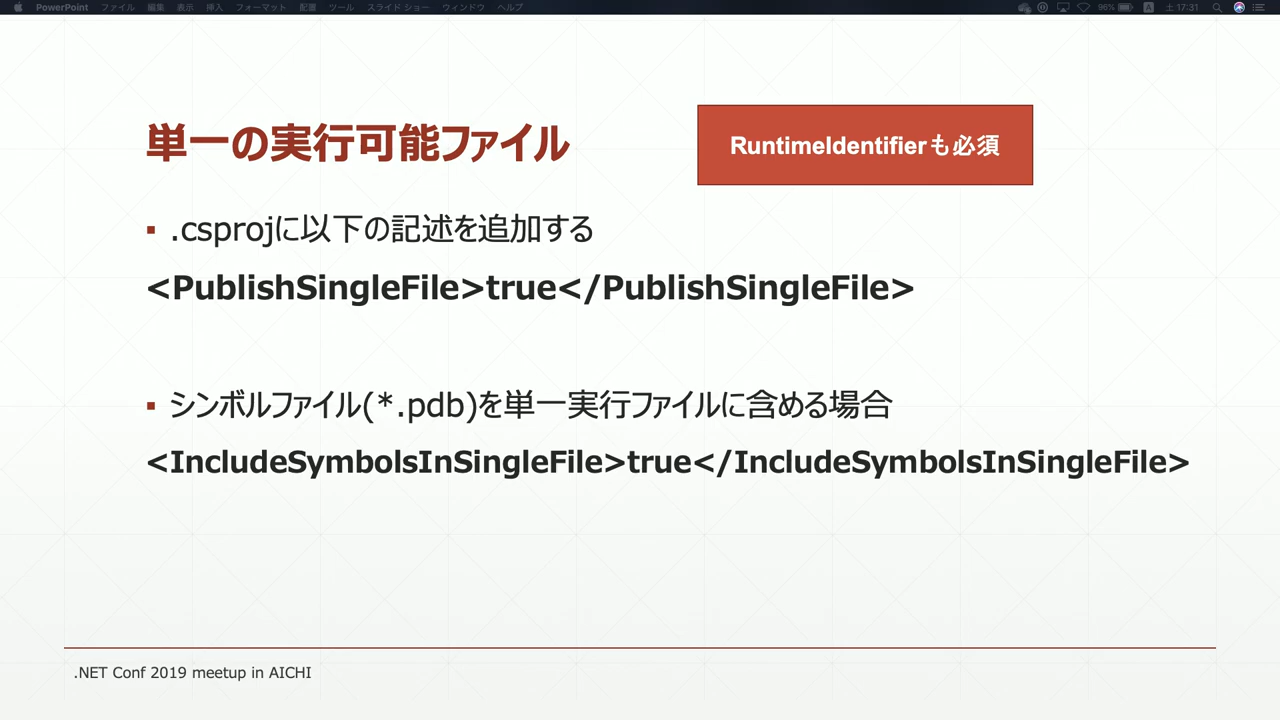 PowerPoint ファイル 編集 表示 挿入 フォーマット 配置 ツール スライド ショー ウィンドウ ヘルプ 96% A 土 17:31
単一の実行可能ファイル
RuntimeIdentifierも必須
▪ .csprojに以下の記述を追加する
<PublishSingleFile>true</PublishSingleFile>
▪ シンボルファイル(*.pdb)を単一実行ファイルに含める場合
<IncludeSymbolsInSingleFile>true</IncludeSymbolsInSingleFile>
.NET Conf 2019 meetup in AICHI